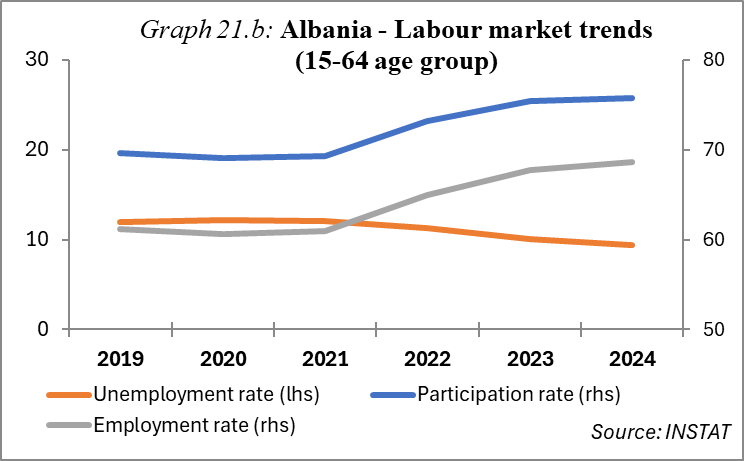 Graph 21.b: Albania - Labour market trends
(15-64 age group)
30
20
10
0
80
70
60
50
2019 2020 2021 2022 2023 2024
Unemployment rate (lhs) Participation rate (rhs)
Employment rate (rhs)
Source: INSTAT